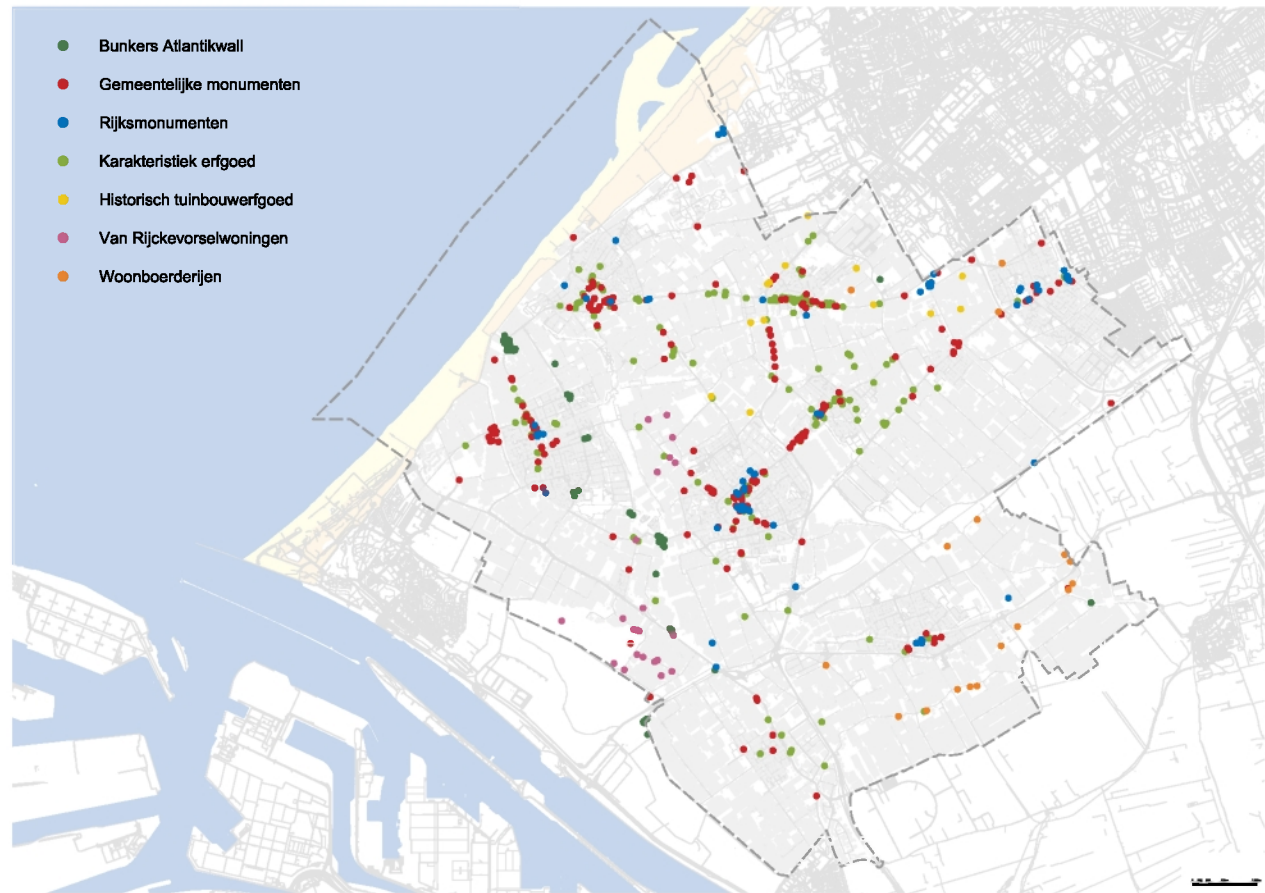 Bunkers Atlantikwall
Gemeentelijke monumenten
Rijksmonumenten
Karakteristiek erfgoed
Historisch tuinbouwerfgoed
Van Rijckevorselwoningen
Woonboerderijen